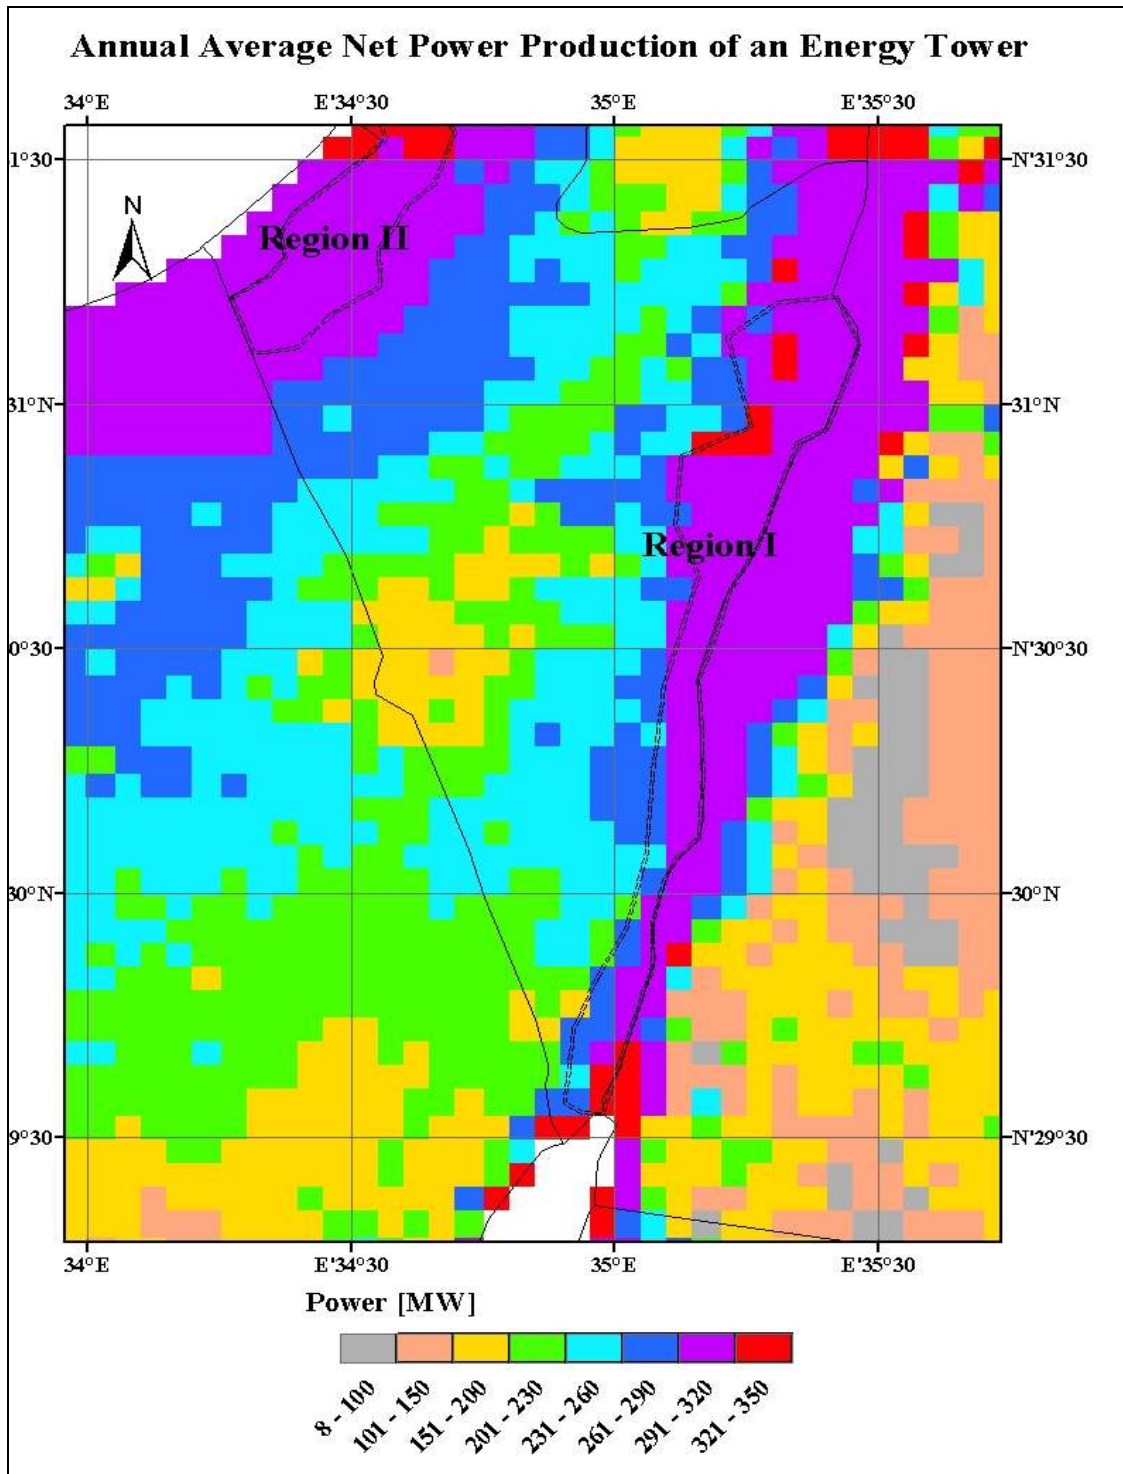 Annual Average Net Power Production of an Energy Tower
34°E E'34°30 35°E E'35°30
1°30 N'31°30
N
Region II
31°N 31°N
Region I
0°30 N'30°30
30°N 30°N
9°30 N'29°30
34°E E'34°30 35°E E'35°30
Power [MW]
8 - 100
101 - 150
151 - 200
201 - 230
231 - 260
261 - 290
291 - 320
321 - 350